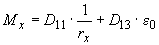 M_x = D_11 · 1/r_x + D_13 · ε_0